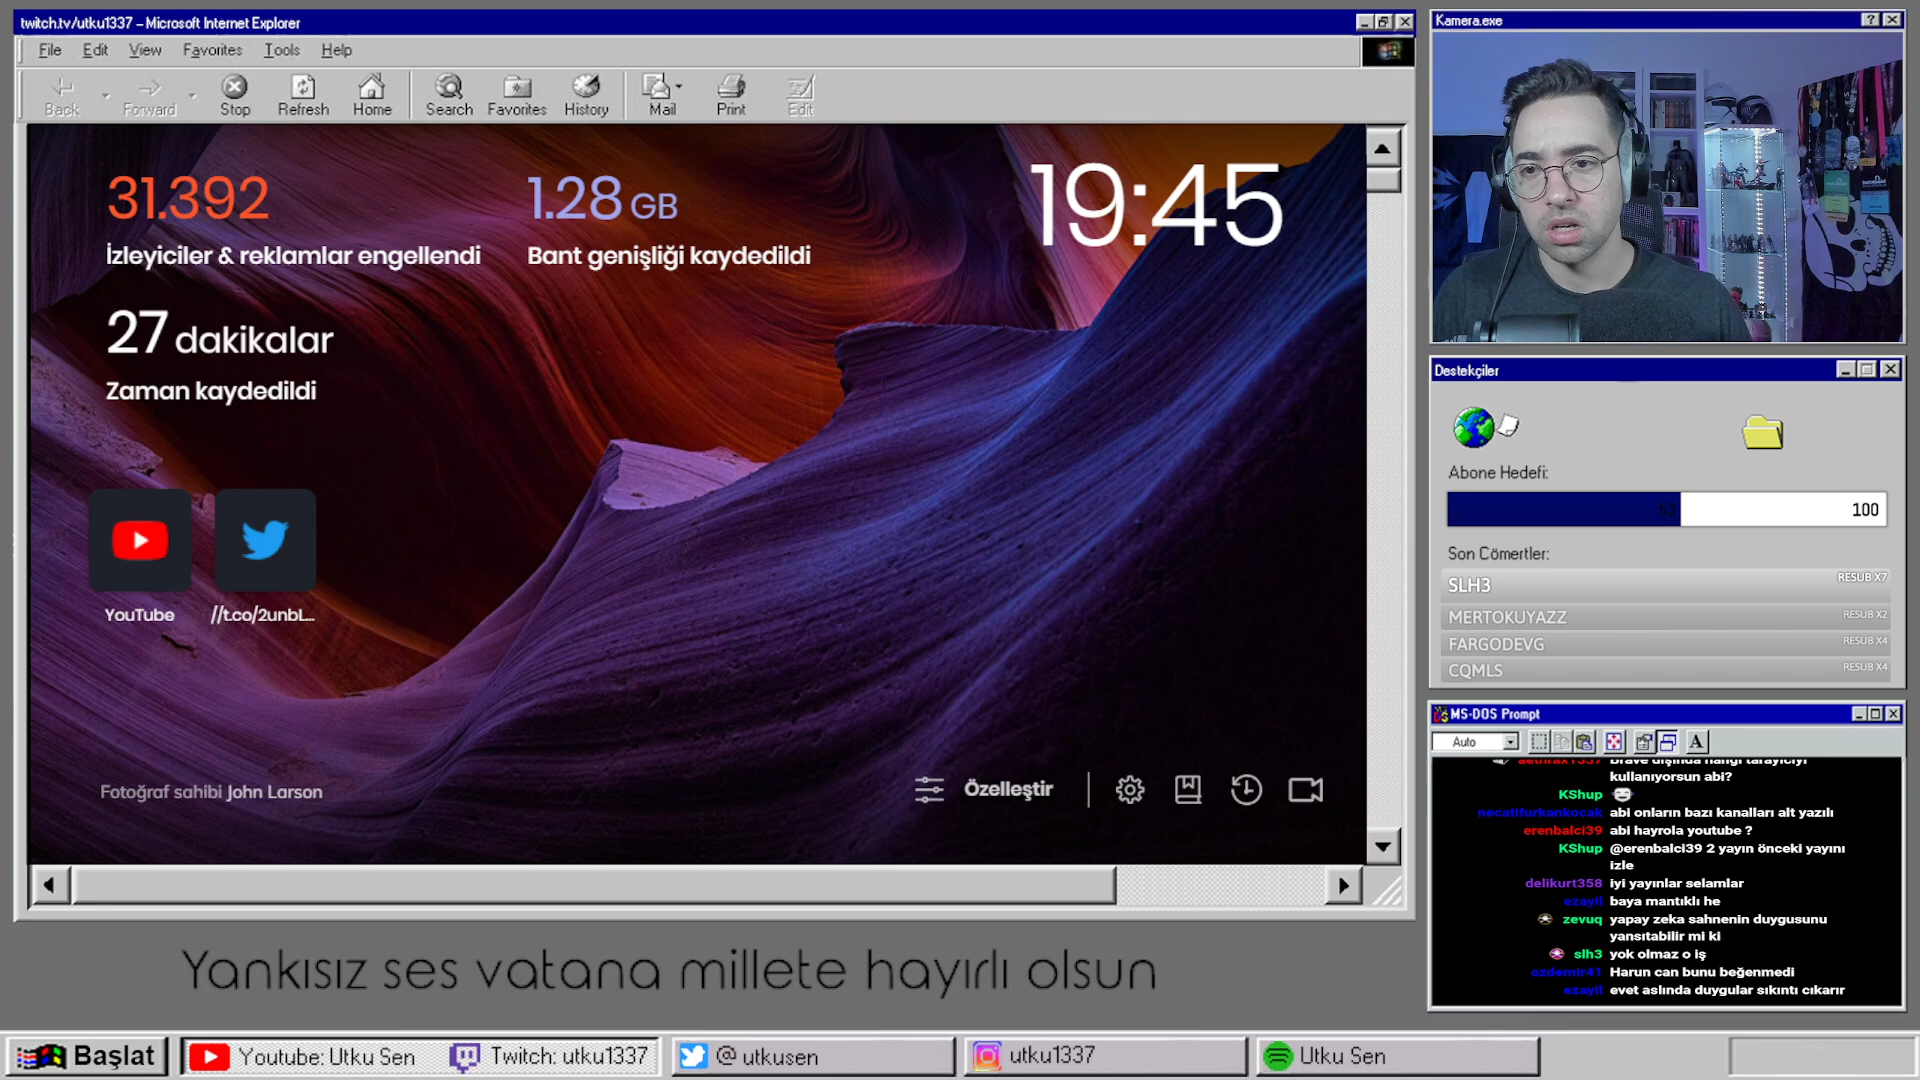 twitch.tv/utku1337 – Microsoft Internet Explorer
File Edit View Favorites Tools Help
Back Forward Stop Refresh Home Search Favorites History Mail Print Edit
31.392
İzleyiciler & reklamlar engellendi
1.28 GB
Bant genişliği kaydedildi
19:45
27 dakikalar
Zaman kaydedildi
YouTube
//t.co/2unbL...
Fotoğraf sahibi John Larson
Özelleştir
Yankısız ses vatana millete hayırlı olsun
Kamera.exe
Destekçiler
Abone Hedefi:
53 100
Son Cömertler:
SLH3 RESUB X7
MERTOKUYAZZ RESUB X2
FARGODEVG RESUB X4
CQMLS RESUB X4
MS-DOS Prompt
Auto
A
aethrax1337 Brave dışında hangi tarayıcıyı
kullanıyorsun abi?
KShup
necatifurkankocak abi onların bazı kanalları alt yazılı
erenbalci39 abi hayrola youtube ?
KShup @erenbalci39 2 yayın önceki yayını
izle
delikurt358 iyi yayınlar selamlar
ezayil baya mantıklı he
zevuq yapay zeka sahnenin duygusunu
yansıtabilir mi ki
slh3 yok olmaz o iş
ozdemir41 Harun can bunu beğenmedi
ezayil evet aslında duygular sıkıntı cıkarır
Başlat
Youtube: Utku Sen
Twitch: utku1337
@utkusen
utku1337
Utku Sen